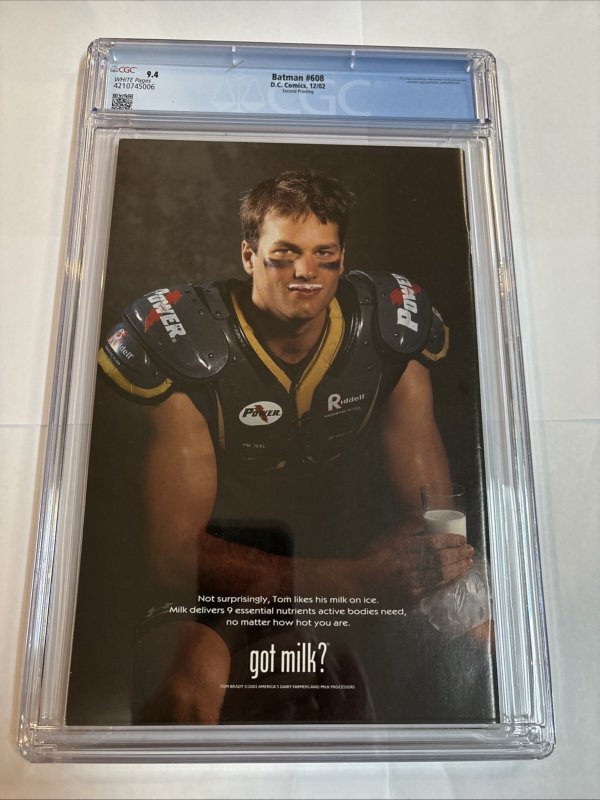 CGC 9.4
WHITE Pages
4210745006
Batman #608
D.C. Comics, 12/02
Second Printing
CGC
POWER
POWER
Riddell
POWER
Riddell
Not surprisingly, Tom likes his milk on ice.
Milk delivers 9 essential nutrients active bodies need,
no matter how hot you are.
got milk?
TOM BRADY ©2002 AMERICA'S DAIRY FARMERS AND MILK PROCESSORS